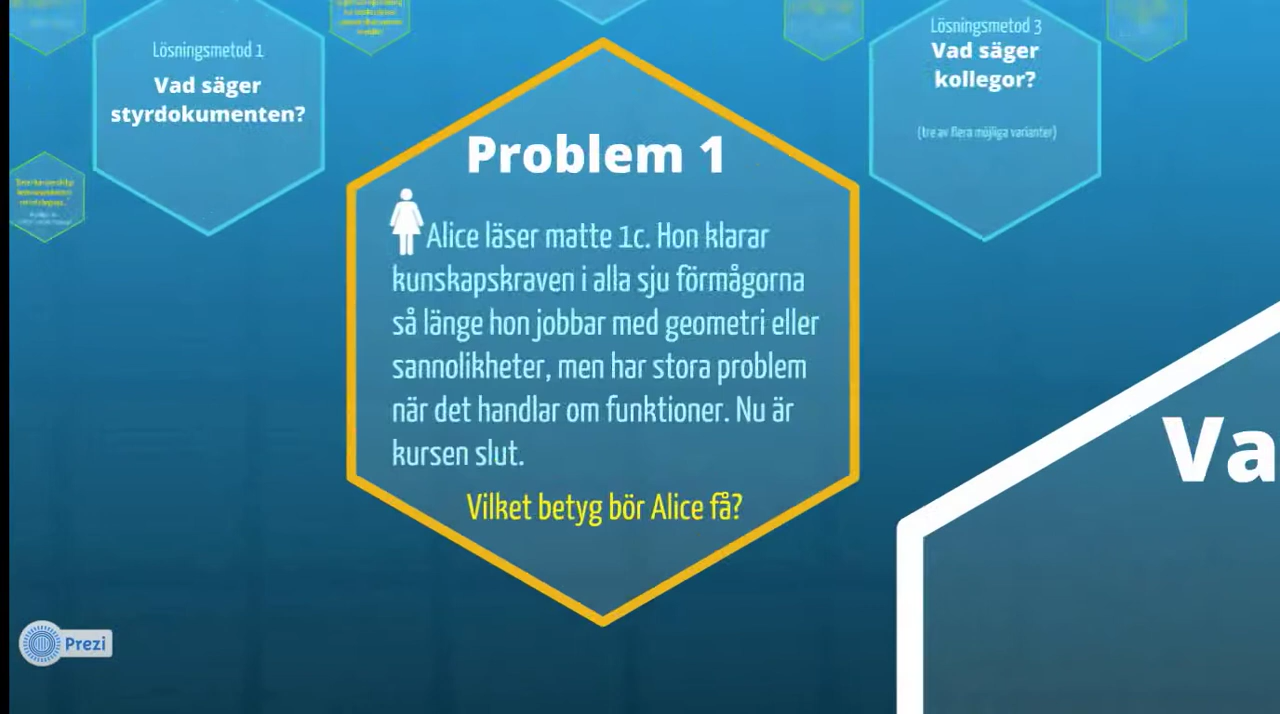 Lösningsmetod 1
Vad säger
styrdokumenten?
Lösningsmetod 3
Vad säger
kollegor?
(tre av flera möjliga varianter)
Problem 1
Alice läser matte 1c. Hon klarar
kunskapskraven i alla sju förmågorna
så länge hon jobbar med geometri eller
sannolikheter, men har stora problem
när det handlar om funktioner. Nu är
kursen slut.
Vilket betyg bör Alice få?
Va
Prezi